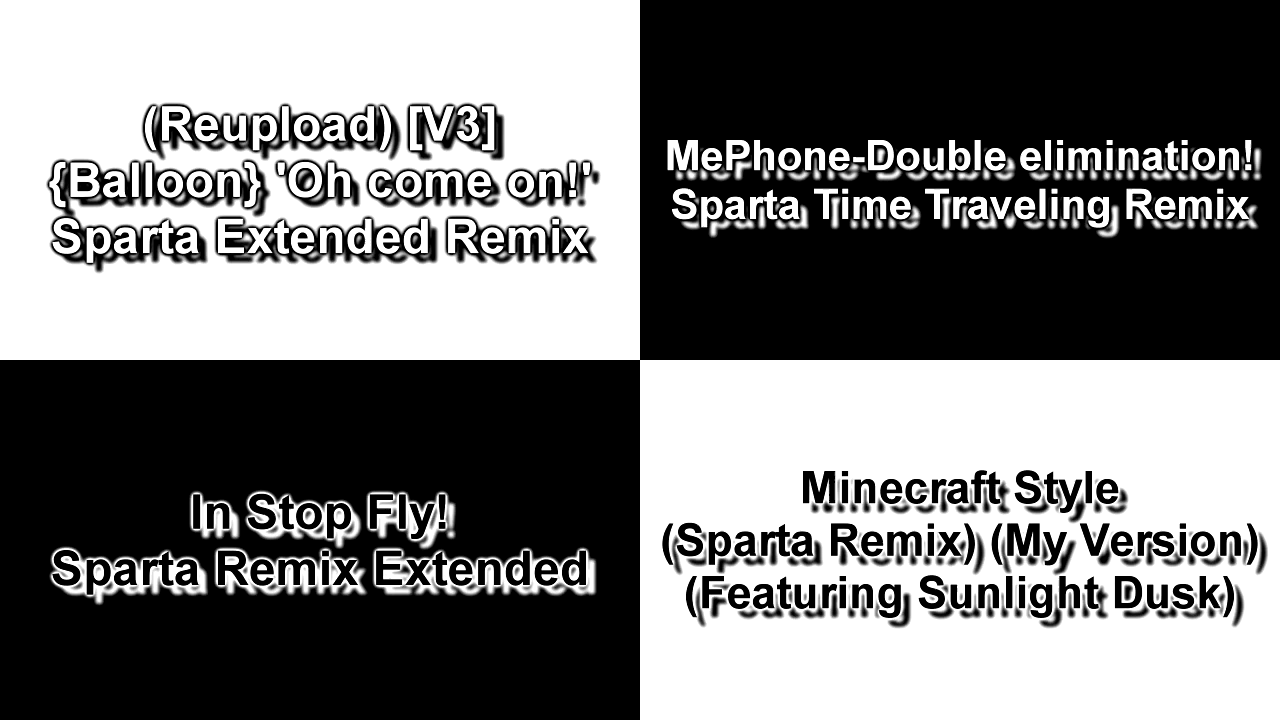 (Reupload) [V3]
{Balloon} 'Oh come on!'
Sparta Extended Remix
MePhone-Double elimination!
Sparta Time Traveling Remix
In Stop Fly!
Sparta Remix Extended
Minecraft Style
(Sparta Remix) (My Version)
(Featuring Sunlight Dusk)